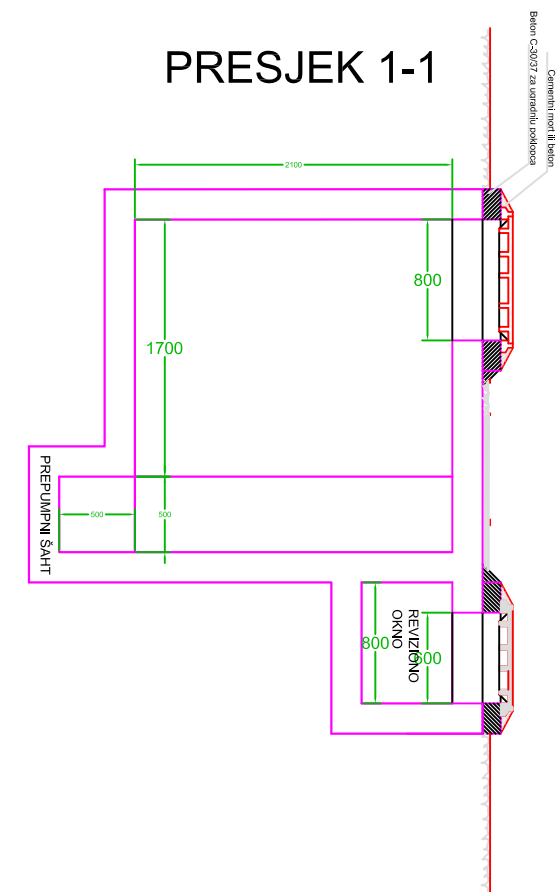 PRESJEK 1-1
Cementni mort ili beton
Beton C-30/37 za ugradnju poklopca
2100
800
1700
500
500
PREPUMPNI ŠAHT
REVIZIONO
OKNO
800
600